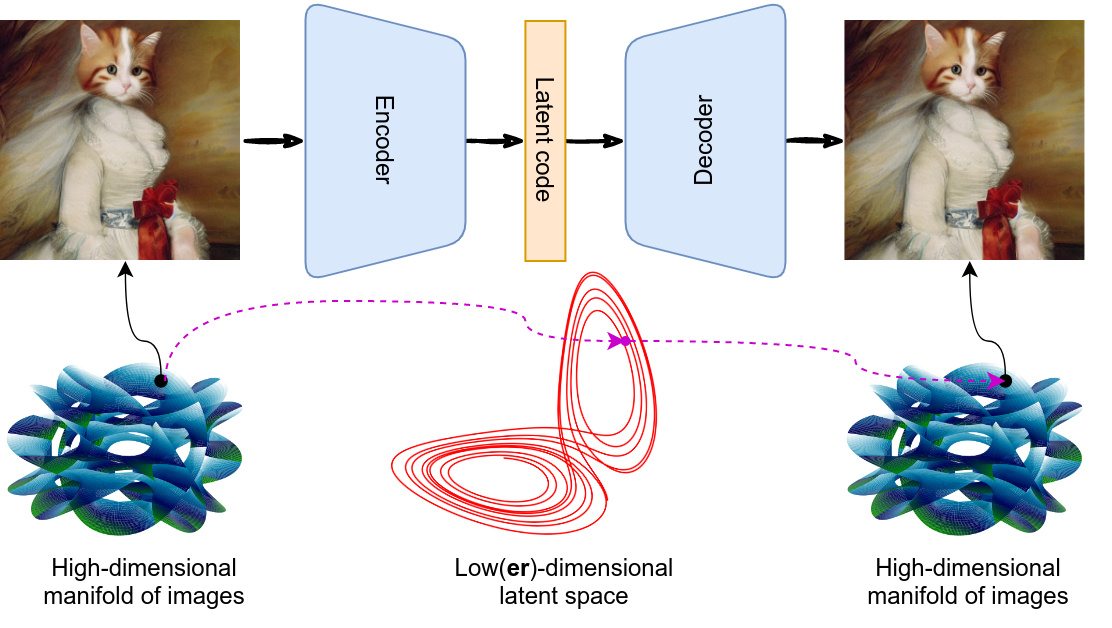 Encoder
Latent code
Decoder
High-dimensional
manifold of images
Low(er)-dimensional
latent space
High-dimensional
manifold of images